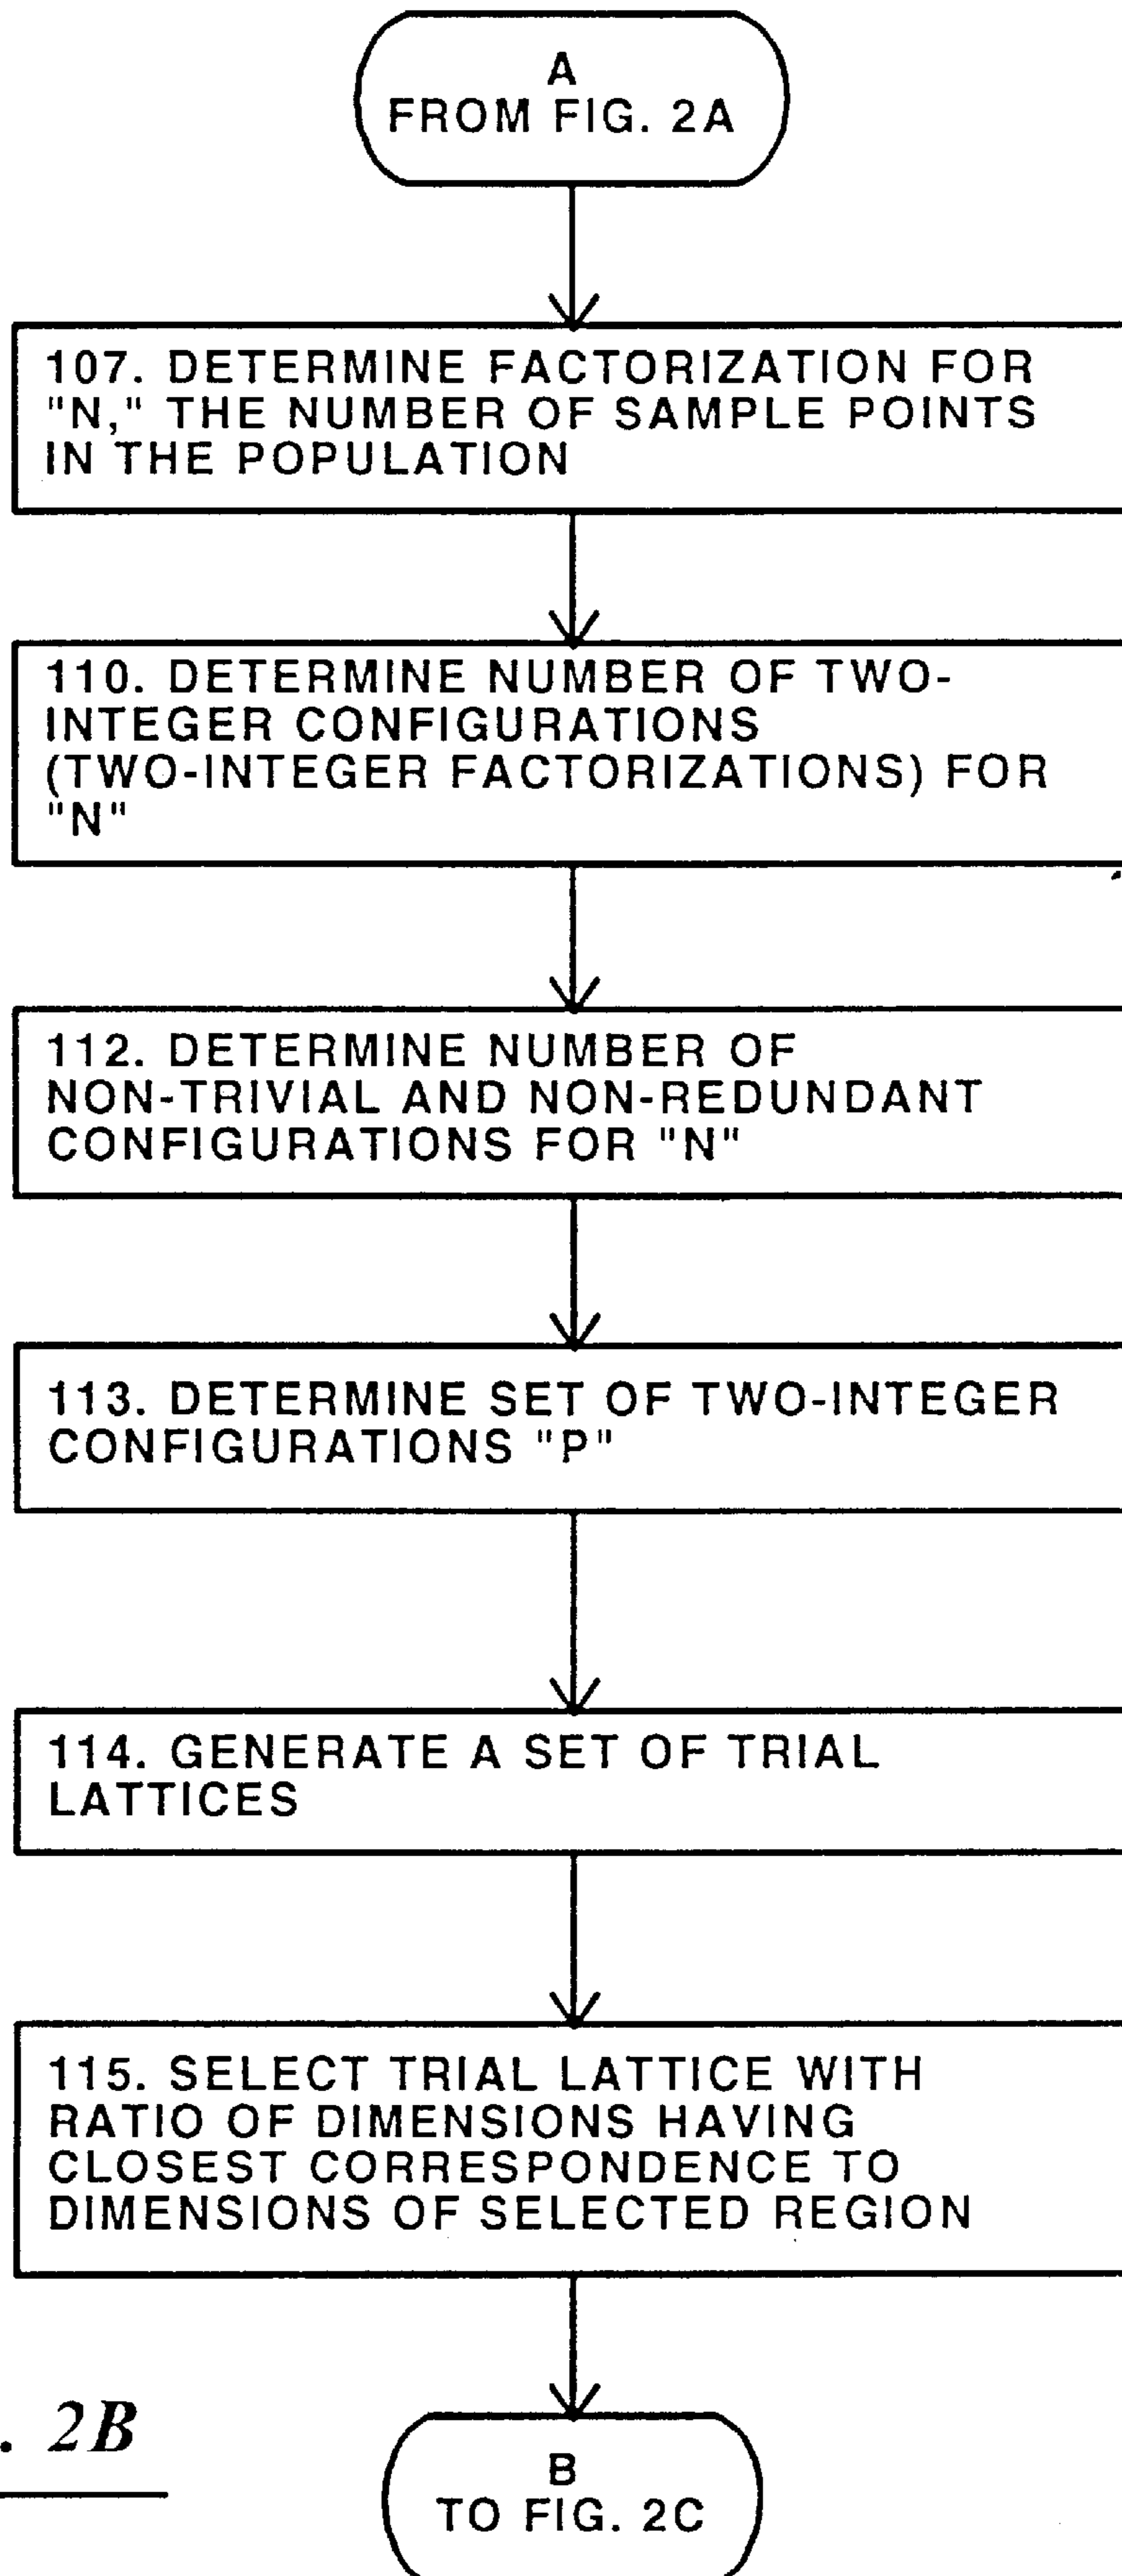 A
FROM FIG. 2A
107. DETERMINE FACTORIZATION FOR
"N," THE NUMBER OF SAMPLE POINTS
IN THE POPULATION
110. DETERMINE NUMBER OF TWO-
INTEGER CONFIGURATIONS
(TWO-INTEGER FACTORIZATIONS) FOR
"N"
112. DETERMINE NUMBER OF
NON-TRIVIAL AND NON-REDUNDANT
CONFIGURATIONS FOR "N"
113. DETERMINE SET OF TWO-INTEGER
CONFIGURATIONS "P"
114. GENERATE A SET OF TRIAL
LATTICES
115. SELECT TRIAL LATTICE WITH
RATIO OF DIMENSIONS HAVING
CLOSEST CORRESPONDENCE TO
DIMENSIONS OF SELECTED REGION
. 2B
B
TO FIG. 2C